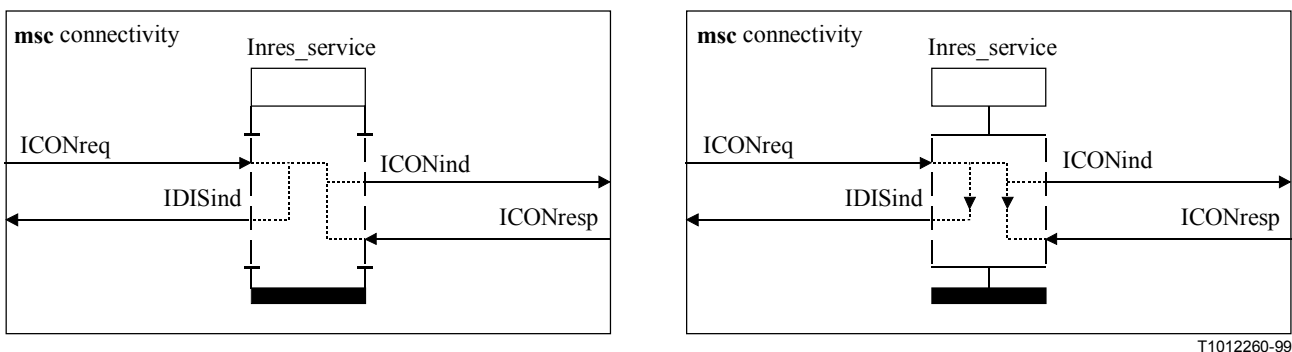 msc connectivity
Inres_service
ICONreq
ICONind
IDISind
ICONresp
msc connectivity
Inres_service
ICONreq
ICONind
IDISind
ICONresp
T1012260-99